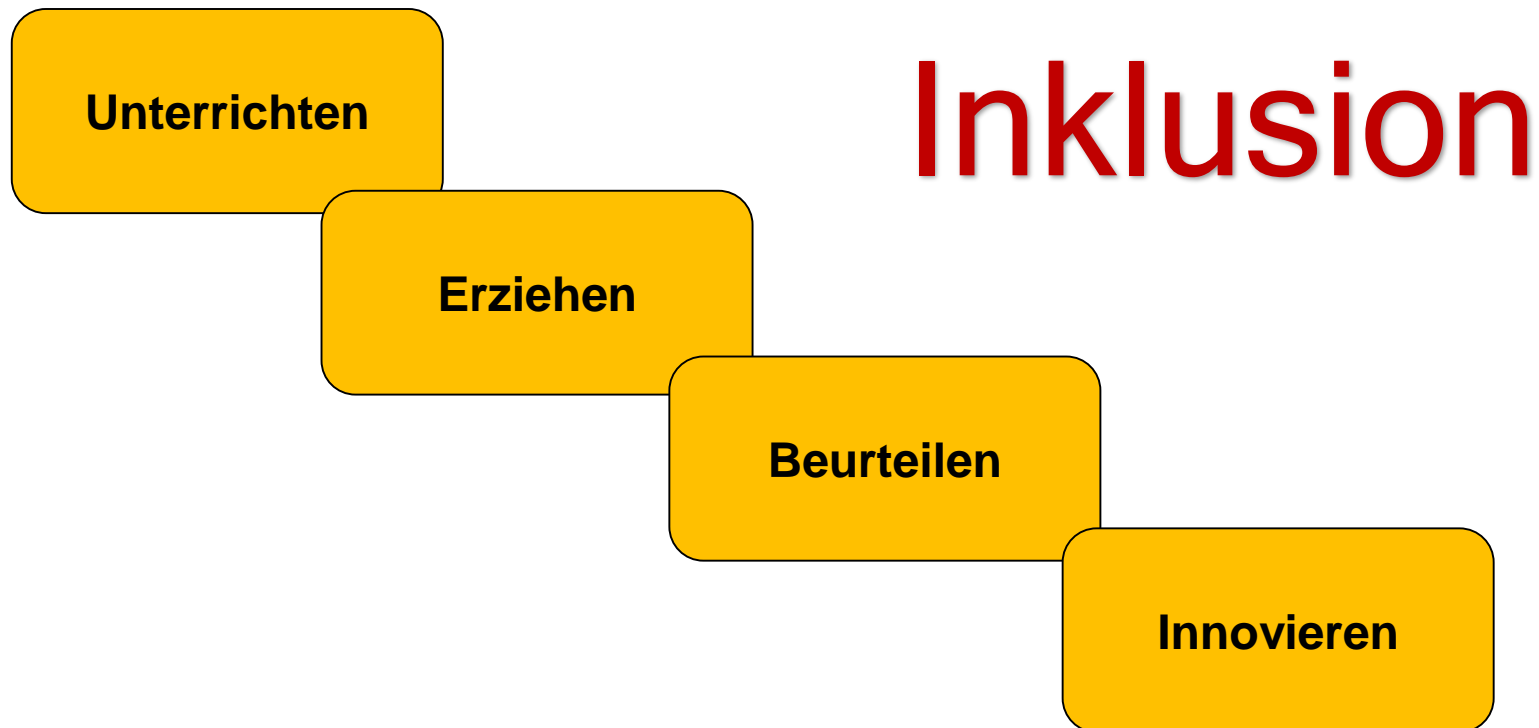 Inklusion
Unterrichten
Erziehen
Beurteilen
Innovieren